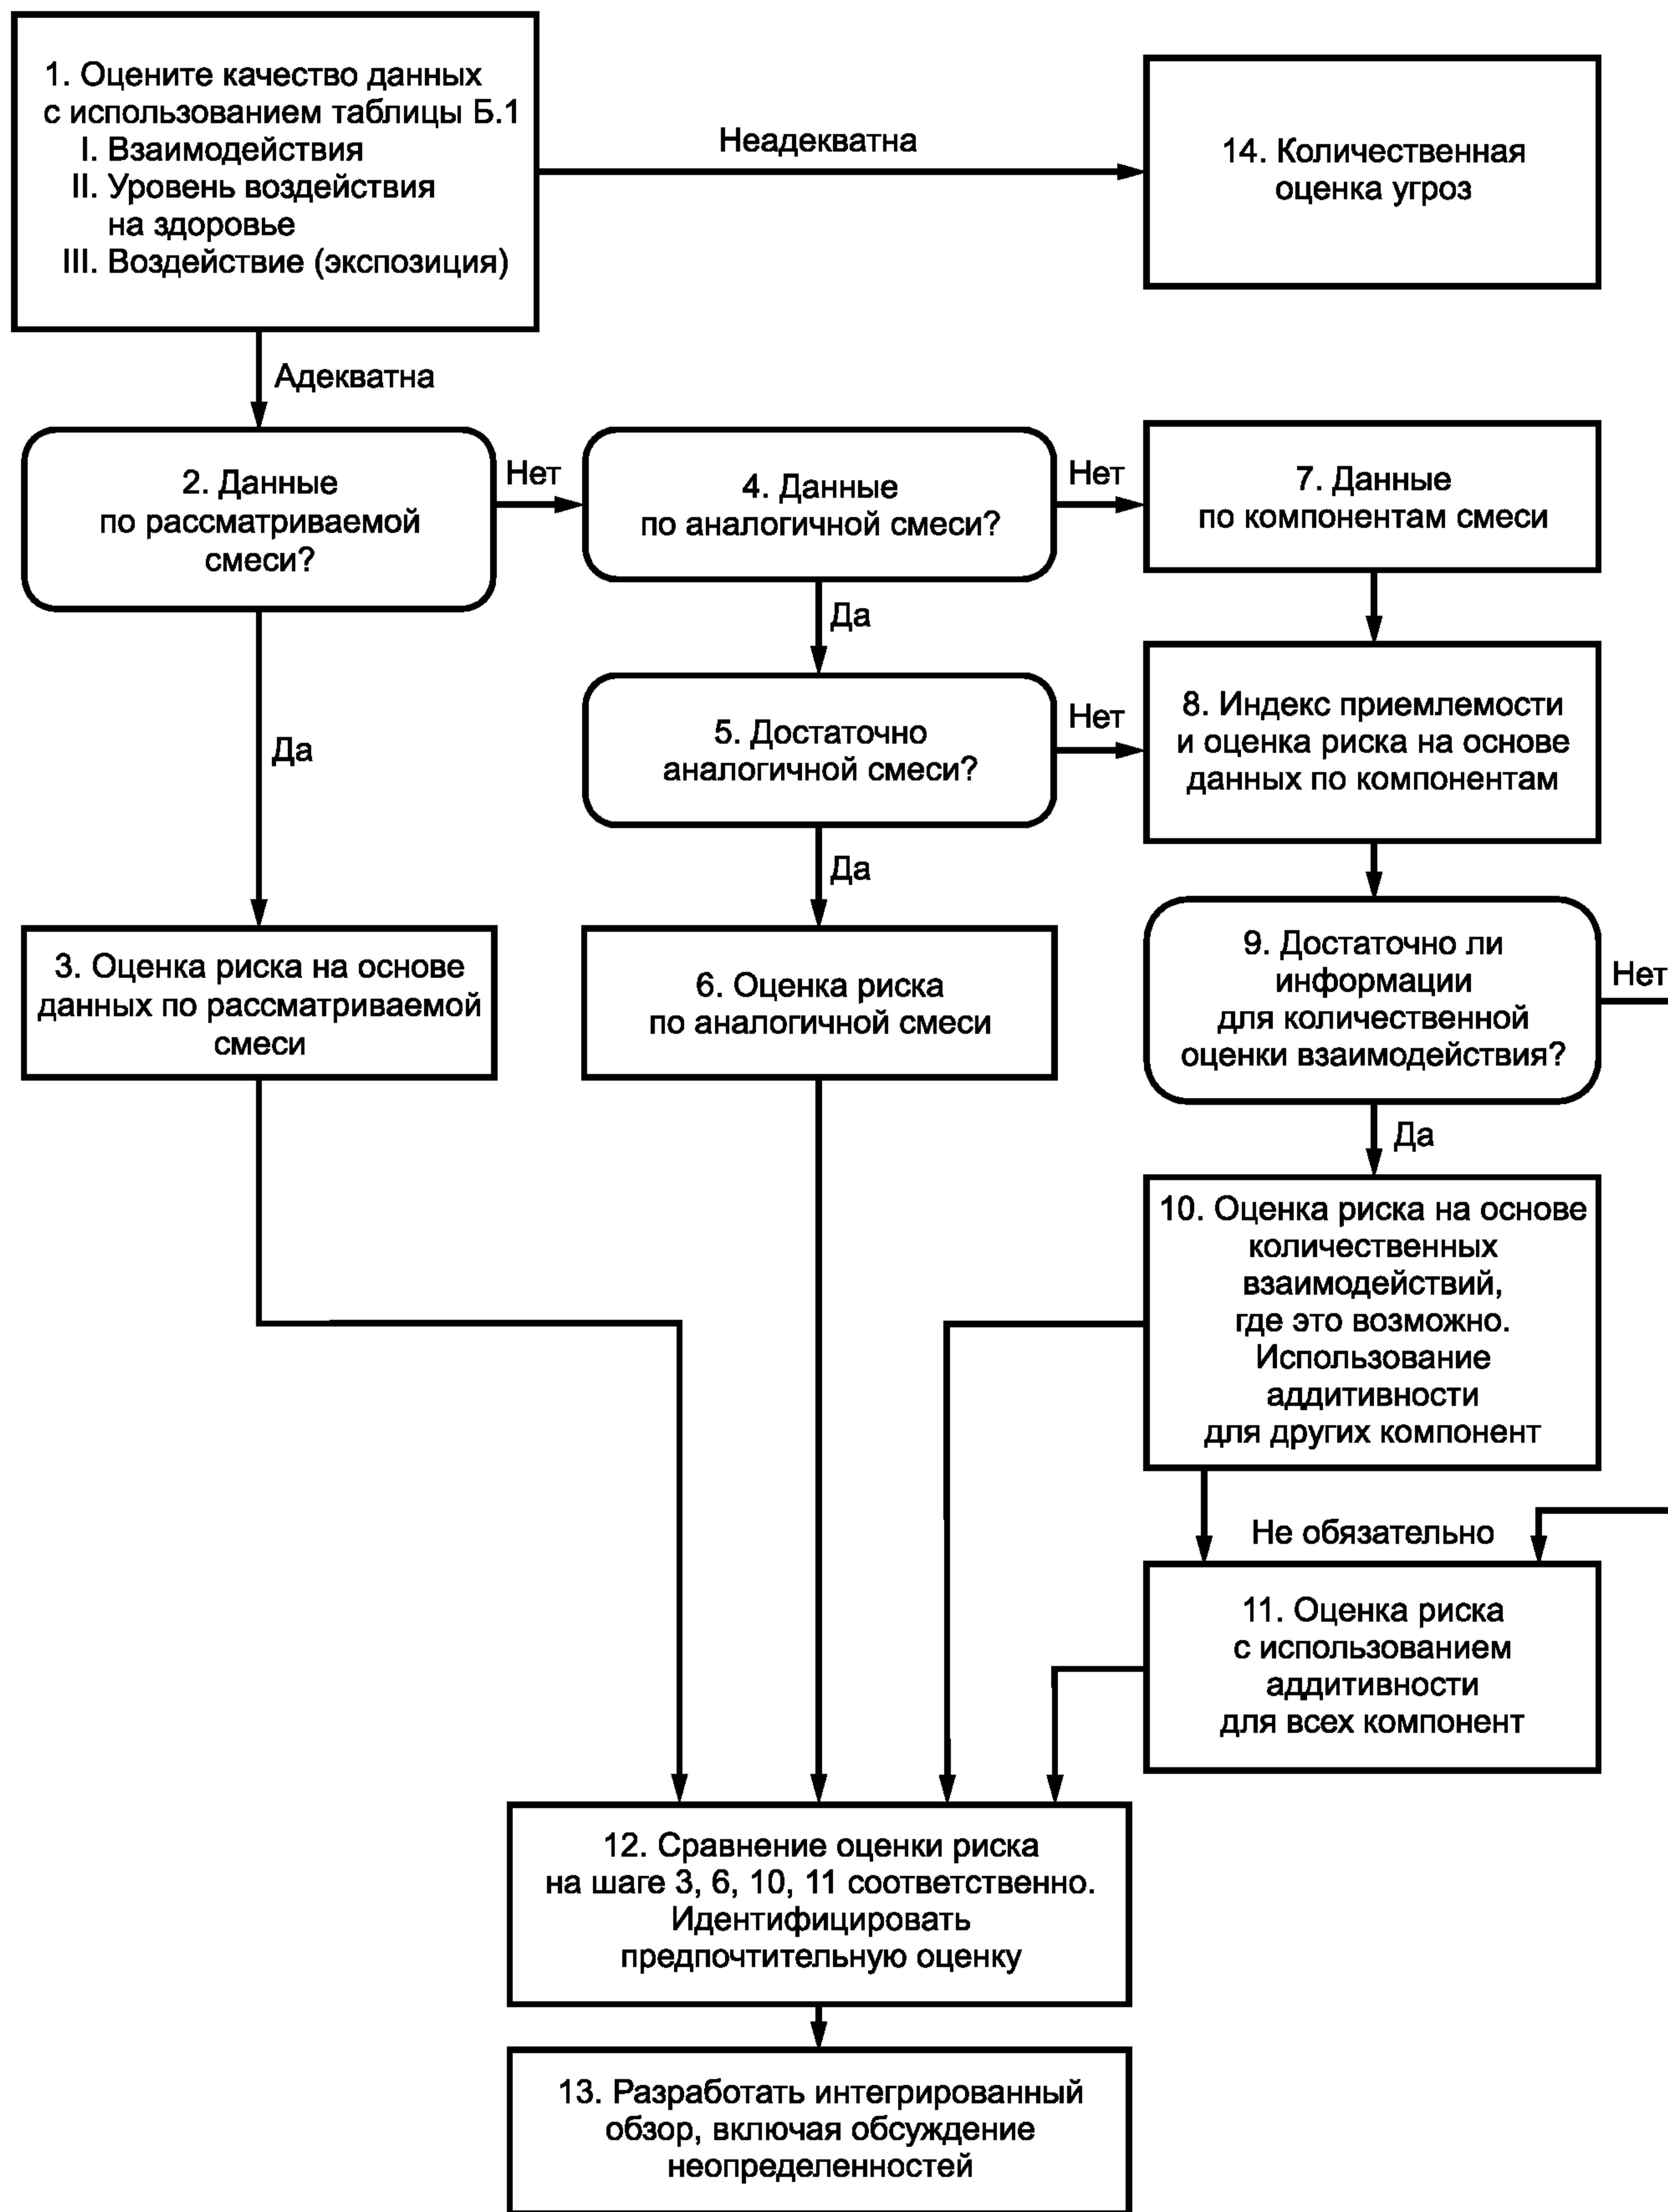 1. Оцените качество данных
с использованием таблицы Б.1
I. Взаимодействия
II. Уровень воздействия
на здоровье
III. Воздействие (экспозиция)
Неадекватна
14. Количественная
оценка угроз
Адекватна
2. Данные
по рассматриваемой
смеси?
Нет
4. Данные
по аналогичной смеси?
Нет
7. Данные
по компонентам смеси
Да
Да
5. Достаточно
аналогичной смеси?
Нет
8. Индекс приемлемости
и оценка риска на основе
данных по компонентам
Да
3. Оценка риска на основе
данных по рассматриваемой
смеси
6. Оценка риска
по аналогичной смеси
9. Достаточно ли
информации
для количественной
оценки взаимодействия?
Нет
Да
10. Оценка риска на основе
количественных
взаимодействий,
где это возможно.
Использование
аддитивности
для других компонент
Не обязательно
11. Оценка риска
с использованием
аддитивности
для всех компонент
12. Сравнение оценки риска
на шаге 3, 6, 10, 11 соответственно.
Идентифицировать
предпочтительную оценку
13. Разработать интегрированный
обзор, включая обсуждение
неопределенностей